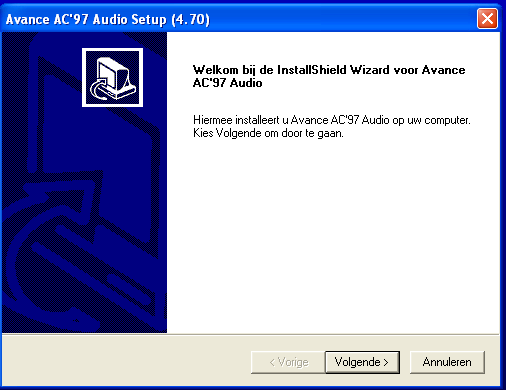 Avance AC'97 Audio Setup (4.70)
Welkom bij de InstallShield Wizard voor Avance
AC'97 Audio
Hiermee installeert u Avance AC'97 Audio op uw computer.
Kies Volgende om door te gaan.
< Vorige
Volgende >
Annuleren